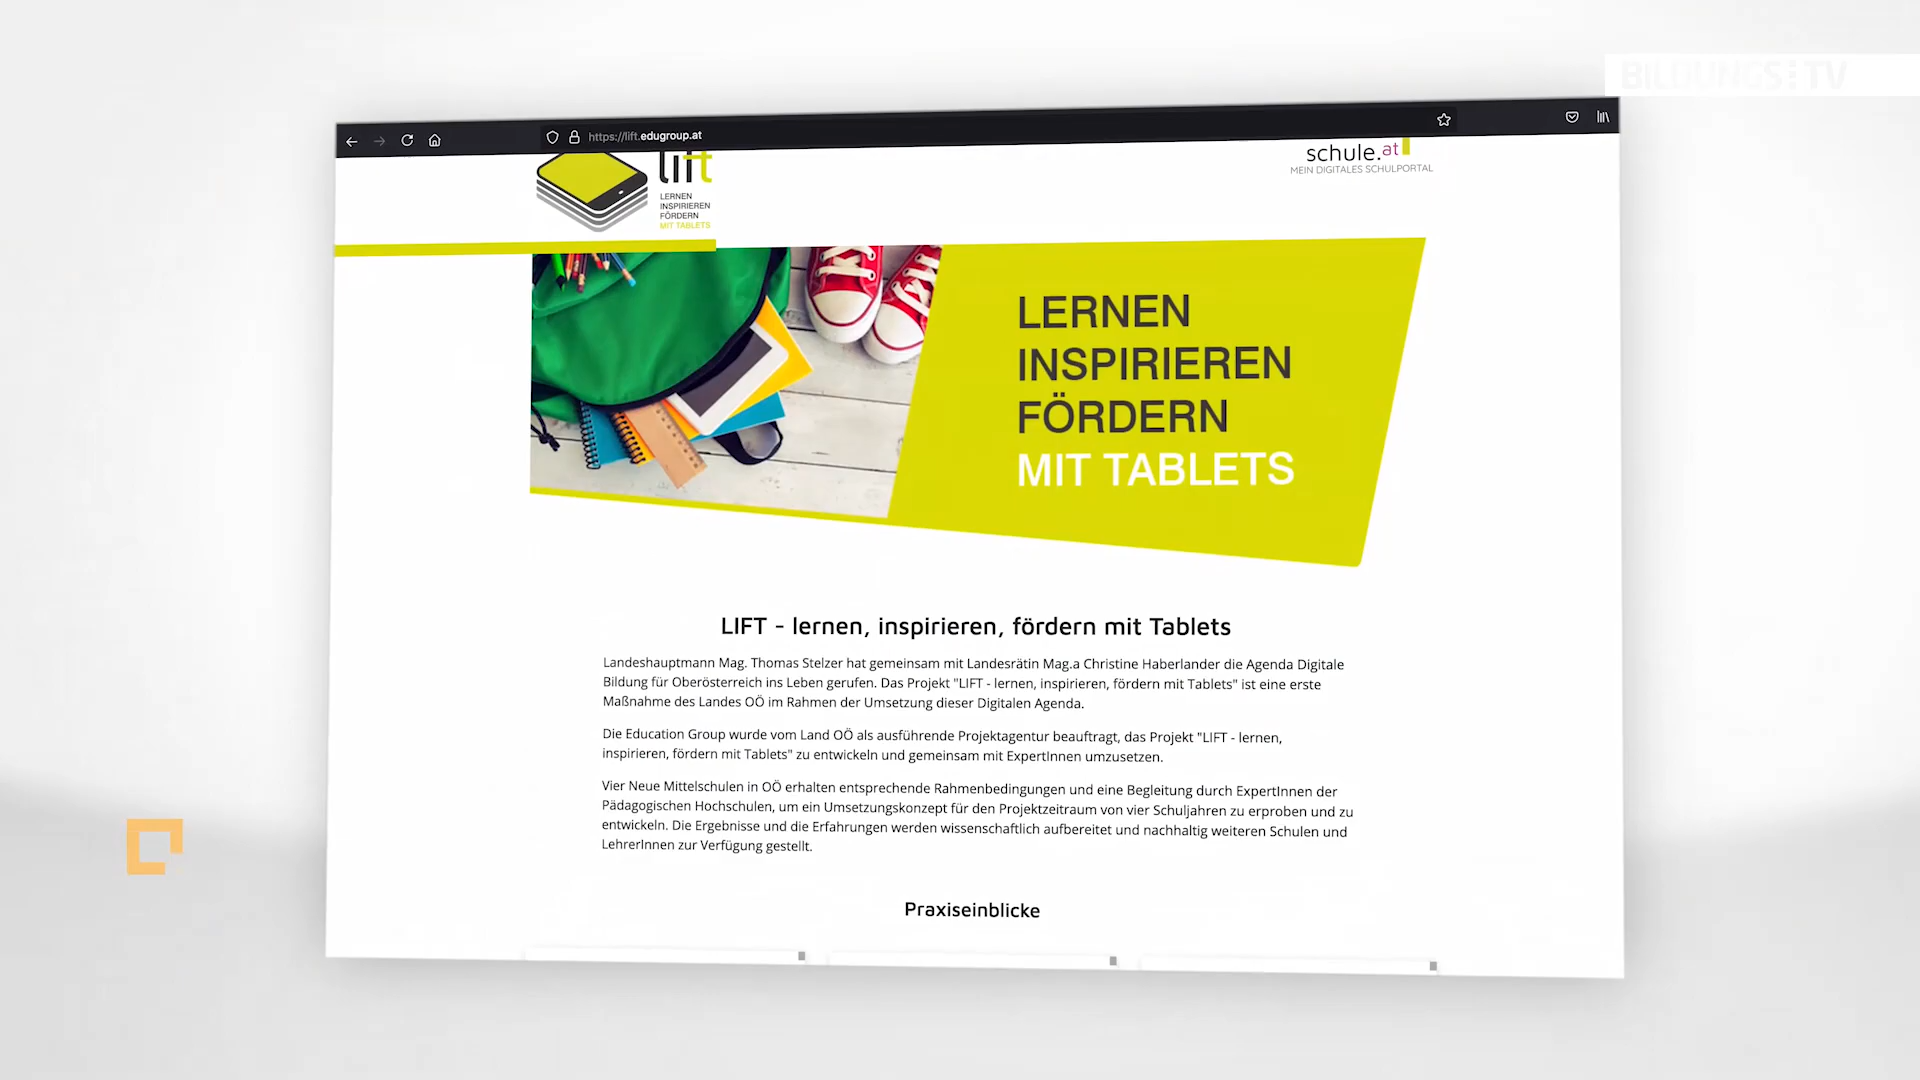 BILDUNGS TV
https://lift.edugroup.at
lift
LERNEN
INSPIRIEREN
FÖRDERN
MIT TABLETS
schule.at
MEIN DIGITALES SCHULPORTAL
LERNEN
INSPIRIEREN
FÖRDERN
MIT TABLETS
LIFT - lernen, inspirieren, fördern mit Tablets
Landeshauptmann Mag. Thomas Stelzer hat gemeinsam mit Landesrätin Mag.a Christine Haberlander die Agenda Digitale
Bildung für Oberösterreich ins Leben gerufen. Das Projekt "LIFT - lernen, inspirieren, fördern mit Tablets" ist eine erste
Maßnahme des Landes OÖ im Rahmen der Umsetzung dieser Digitalen Agenda.
Die Education Group wurde vom Land OÖ als ausführende Projektagentur beauftragt, das Projekt "LIFT - lernen,
inspirieren, fördern mit Tablets" zu entwickeln und gemeinsam mit ExpertInnen umzusetzen.
Vier Neue Mittelschulen in OÖ erhalten entsprechende Rahmenbedingungen und eine Begleitung durch ExpertInnen der
Pädagogischen Hochschulen, um ein Umsetzungskonzept für den Projektzeitraum von vier Schuljahren zu erproben und zu
entwickeln. Die Ergebnisse und die Erfahrungen werden wissenschaftlich aufbereitet und nachhaltig weiteren Schulen und
LehrerInnen zur Verfügung gestellt.
Praxiseinblicke